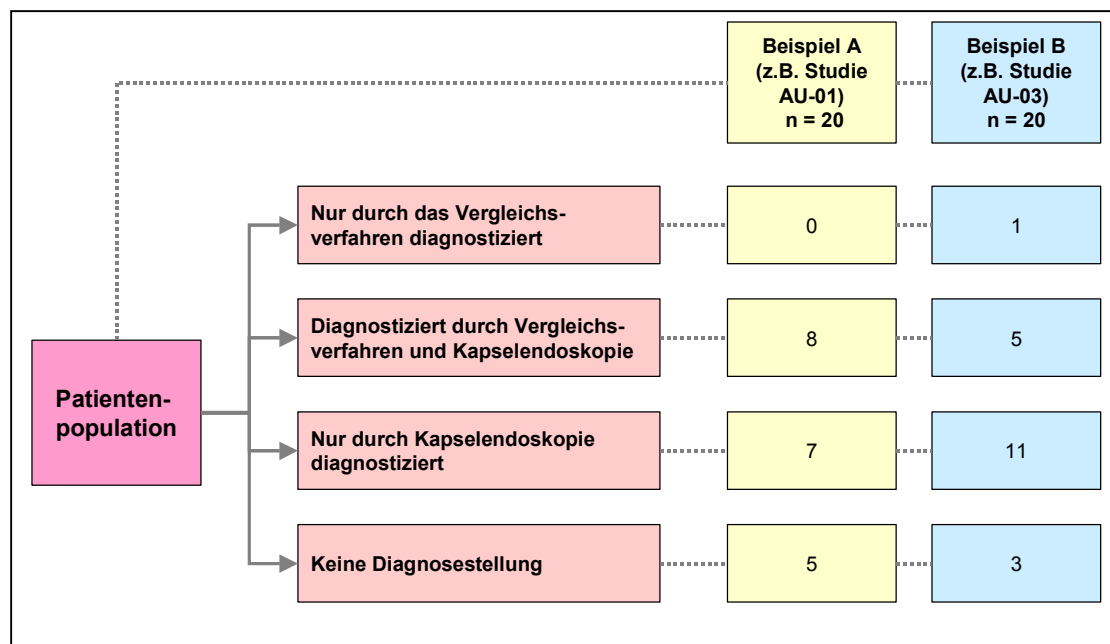 Beispiel A
(z.B. Studie
AU-01)
n = 20
Beispiel B
(z.B. Studie
AU-03)
n = 20
Patienten-
population
Nur durch das Vergleichs-
verfahren diagnostiziert
0
1
Diagnostiziert durch Vergleichs-
verfahren und Kapselendoskopie
8
5
Nur durch Kapselendoskopie
diagnostiziert
7
11
Keine Diagnosestellung
5
3